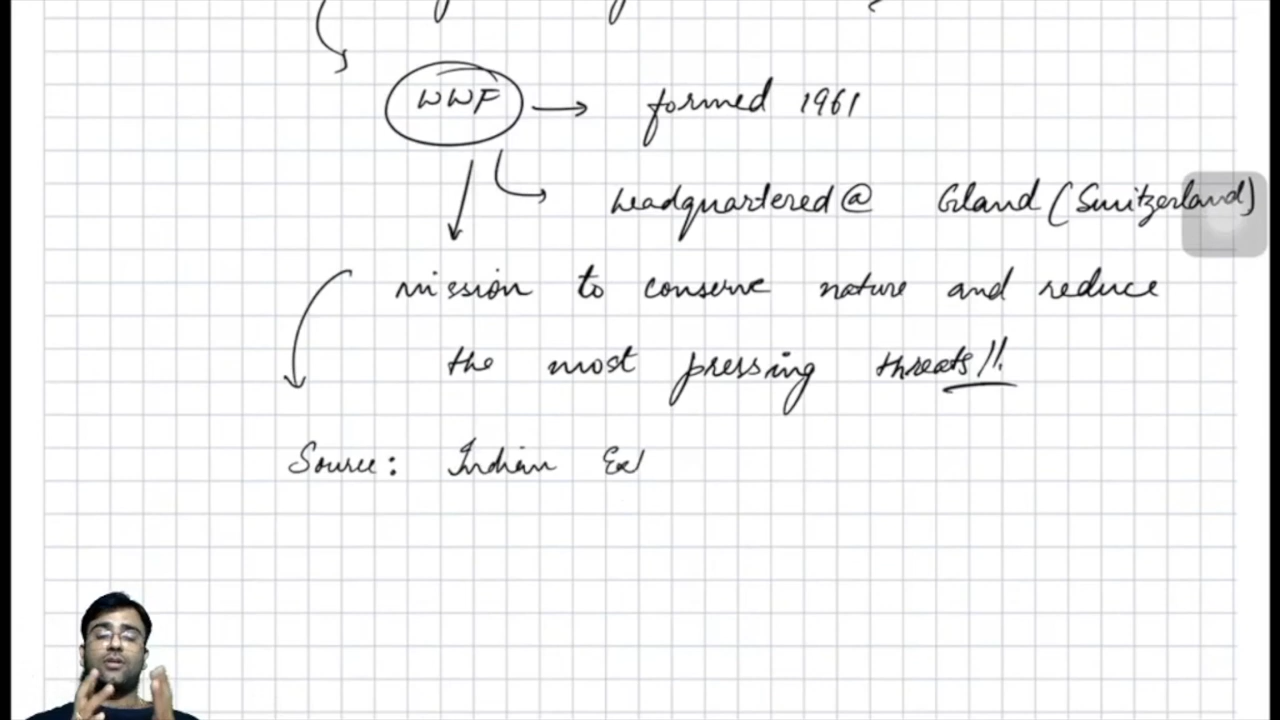 WWF → formed 1961
headquartered @ Gland (Switzerland)
mission to conserve nature and reduce
the most pressing threats!!
Source: Indian Ex